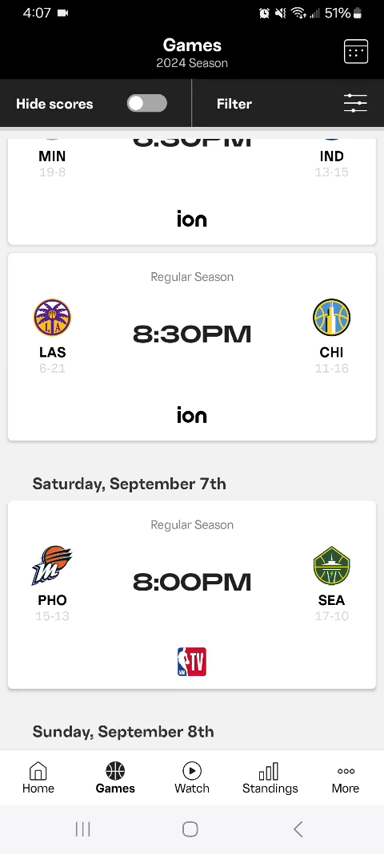 4:07
51%
Games
2024 Season
Hide scores
Filter
8:30PM
MIN
IND
19-8
13-15
ion
Regular Season
8:30PM
LAS
CHI
6-21
11-16
ion
Saturday, September 7th
Regular Season
8:00PM
PHO
SEA
15-13
17-10
TV
Sunday, September 8th
Home
Games
Watch
Standings
More